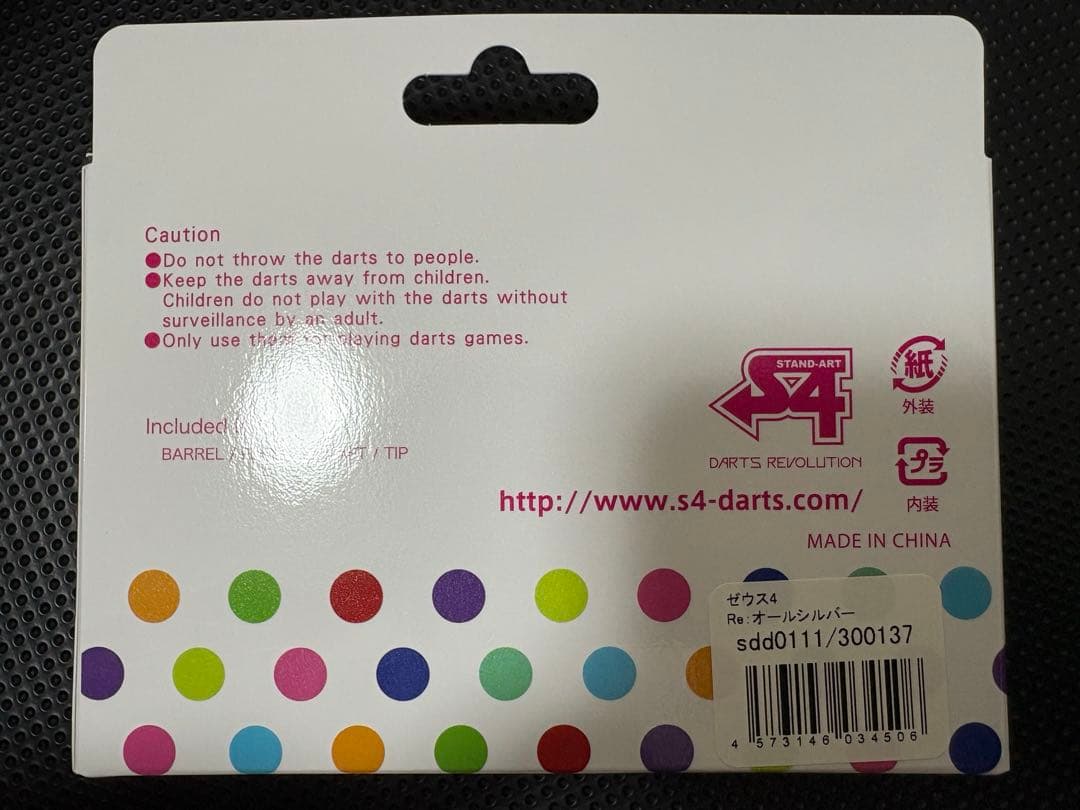 Caution
●Do not throw the darts to people.
●Keep the darts away from children.
Children do not play with the darts without
surveillance by an adult.
●Only use them for playing darts games.
Included
BARREL / / TIP
STAND-ART
S4
DARTS REVOLUTION
紙
外装
プラ
内装
http://www.s4-darts.com/
MADE IN CHINA
ゼウス4
Re:オールシルバー
sdd0111/300137
4 573146 034506